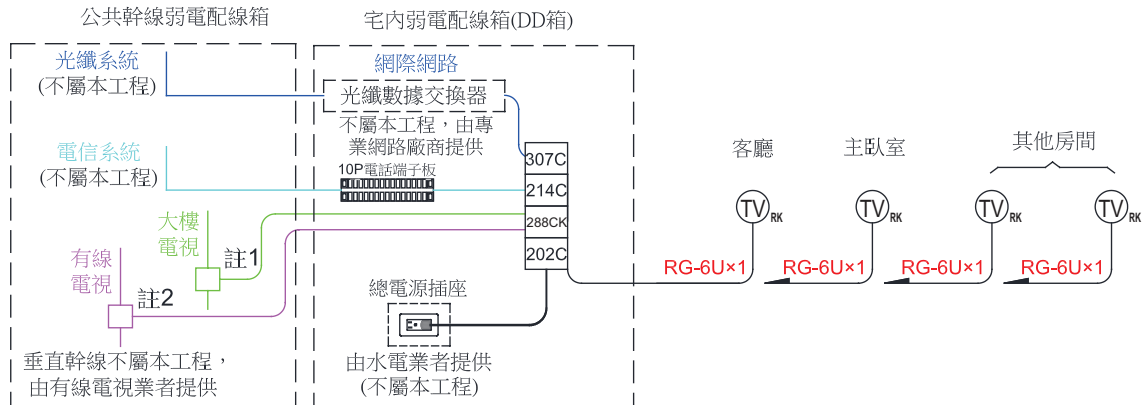 公共幹線弱電配線箱
宅內弱電配線箱(DD箱)
光纖系統
(不屬本工程)
網際網路
光纖數據交換器
不屬本工程，由專
業網路廠商提供
電信系統
(不屬本工程)
10P電話端子板
307C
214C
288CK
202C
大樓
電視
註1
有線
電視
註2
總電源插座
由水電業者提供
(不屬本工程)
垂直幹線不屬本工程，
由有線電視業者提供
客廳
主臥室
其他房間
TV RK
TV RK
TV RK
TV RK
RG-6U×1
RG-6U×1
RG-6U×1
RG-6U×1